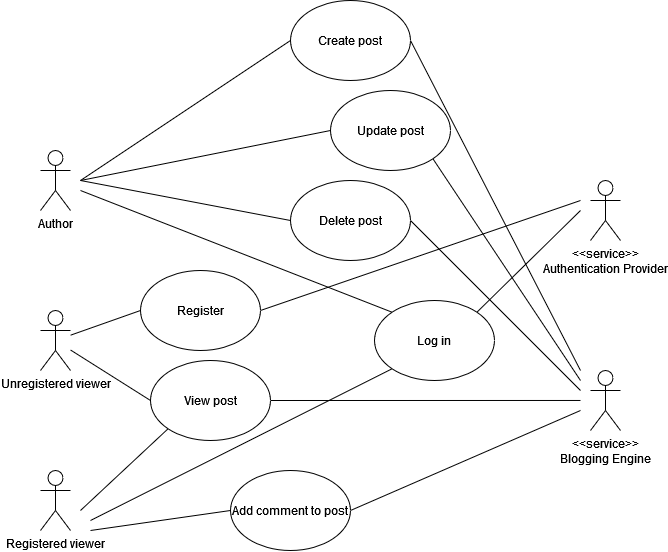 Create post
Update post
Author
Delete post
<<service>>
Authentication Provider
Register
Log in
Unregistered viewer
View post
<<service>>
Blogging Engine
Add comment to post
Registered viewer